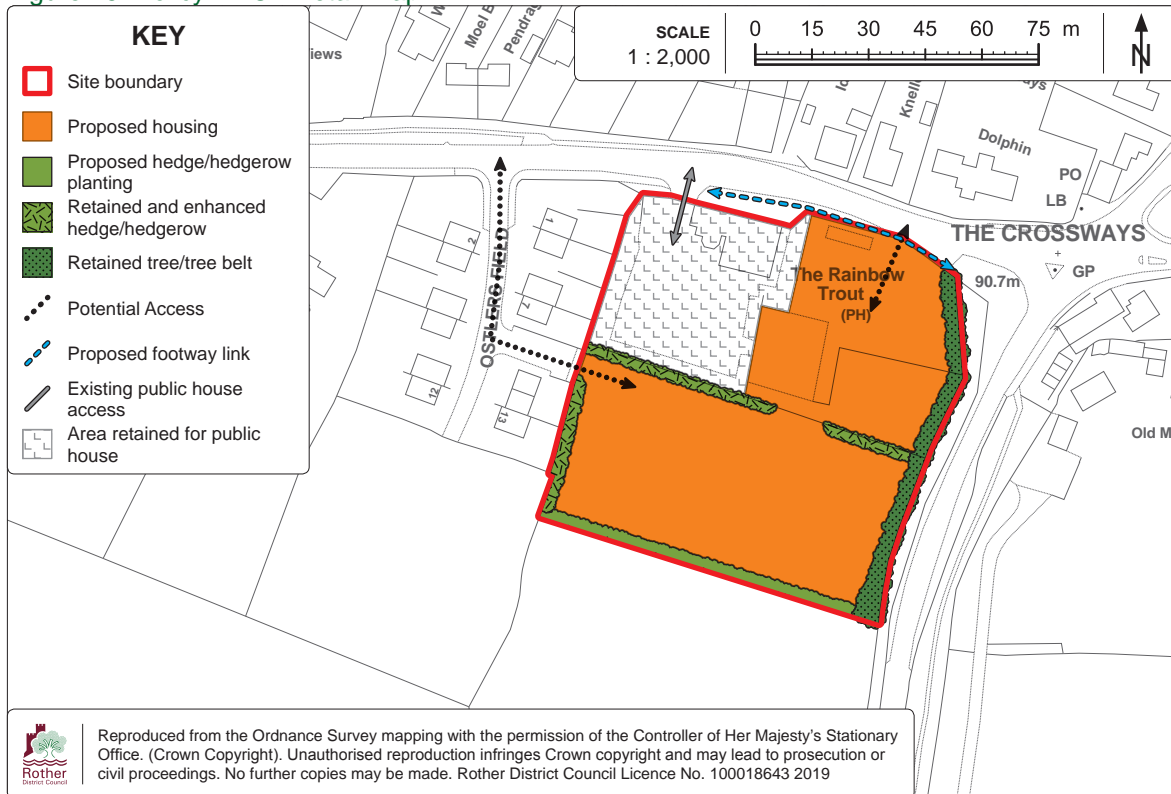 KEY
Site boundary
Proposed housing
Proposed hedge/hedgerow
planting
Retained and enhanced
hedge/hedgerow
Retained tree/tree belt
Potential Access
Proposed footway link
Existing public house
access
Area retained for public
house
SCALE
1 : 2,000
0 15 30 45 60 75 m
N
iews
Moel
Pendrag
Knelle
ays
Dolphin
PO
LB
THE CROSSWAYS
GP
90.7m
The Rainbow
Trout
(PH)
OSTLERS FIELD
1
2
7
12
13
Old M
Rother
District Council
Reproduced from the Ordnance Survey mapping with the permission of the Controller of Her Majesty's Stationary
Office. (Crown Copyright). Unauthorised reproduction infringes Crown copyright and may lead to prosecution or
civil proceedings. No further copies may be made. Rother District Council Licence No. 100018643 2019